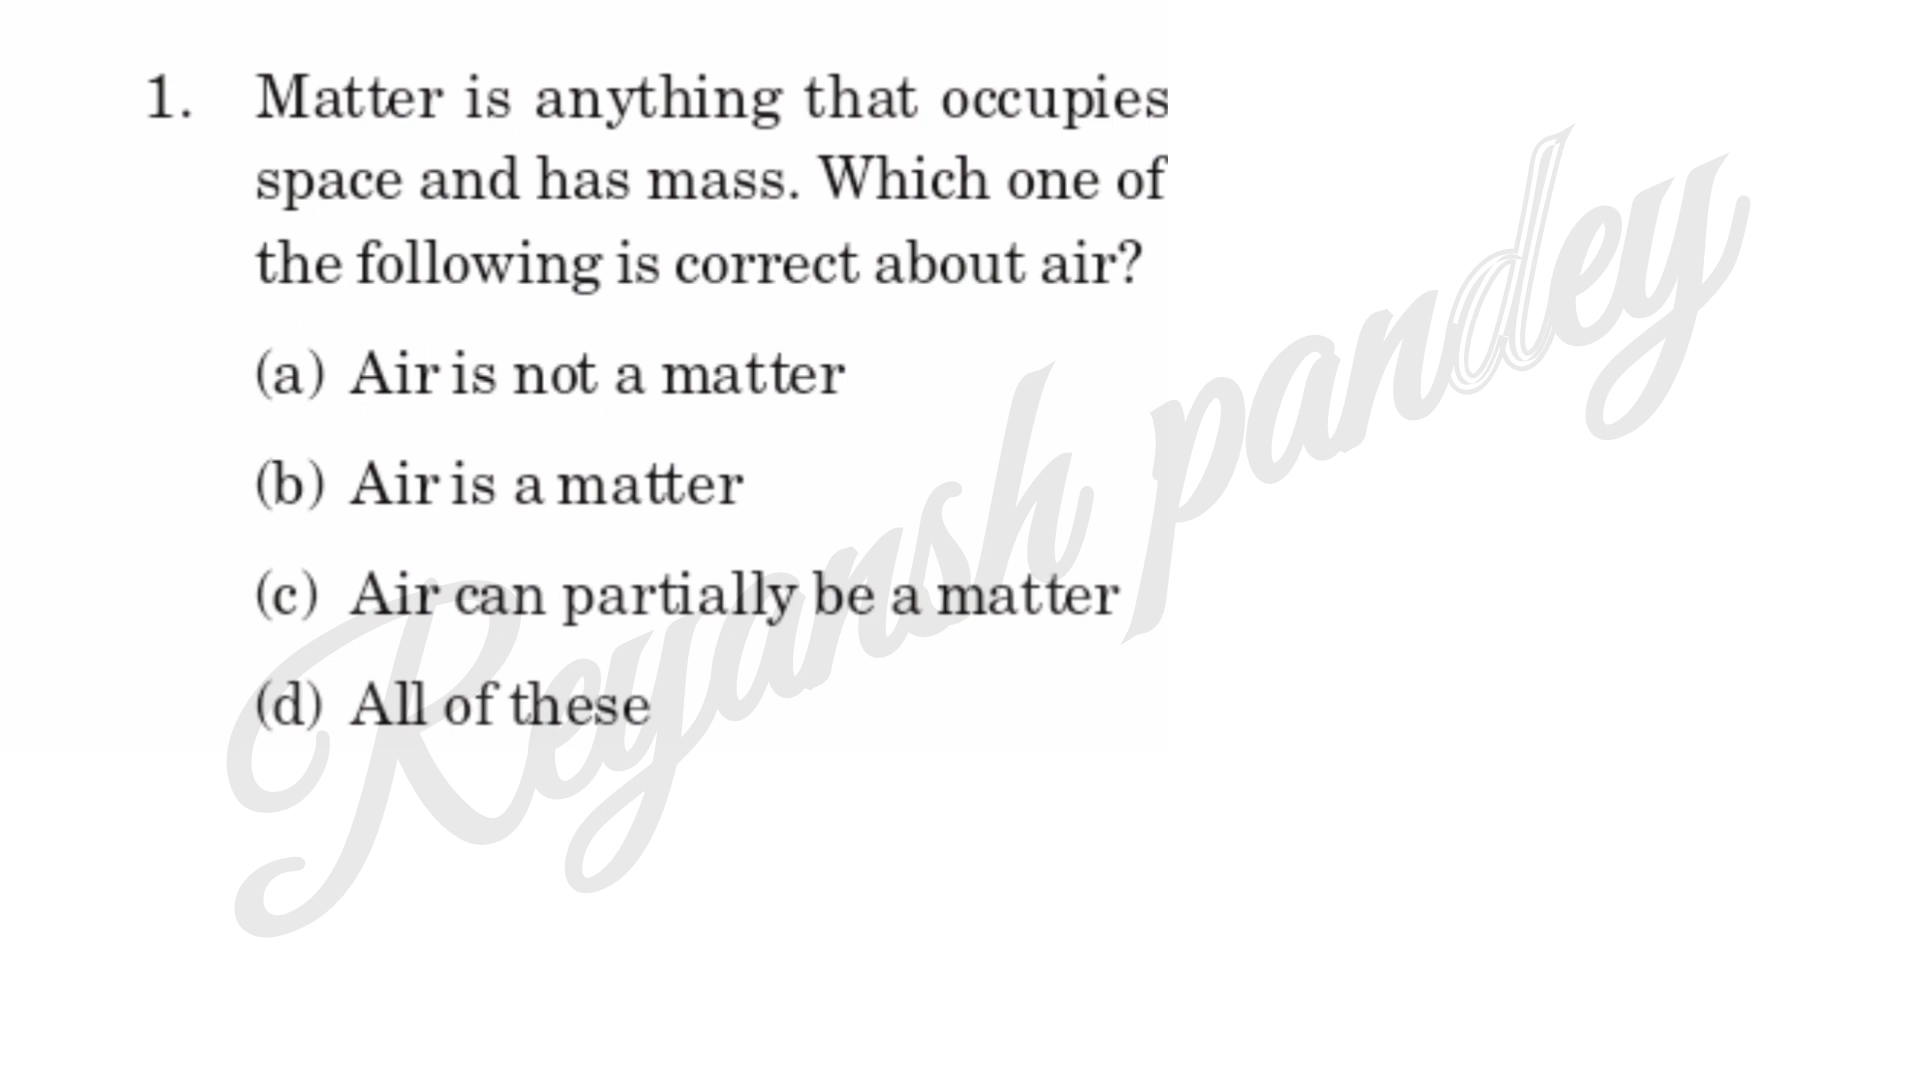 1. Matter is anything that occupies
space and has mass. Which one of
the following is correct about air?
(a) Air is not a matter
(b) Air is a matter
(c) Air can partially be a matter
(d) All of these
Reyansh pandey